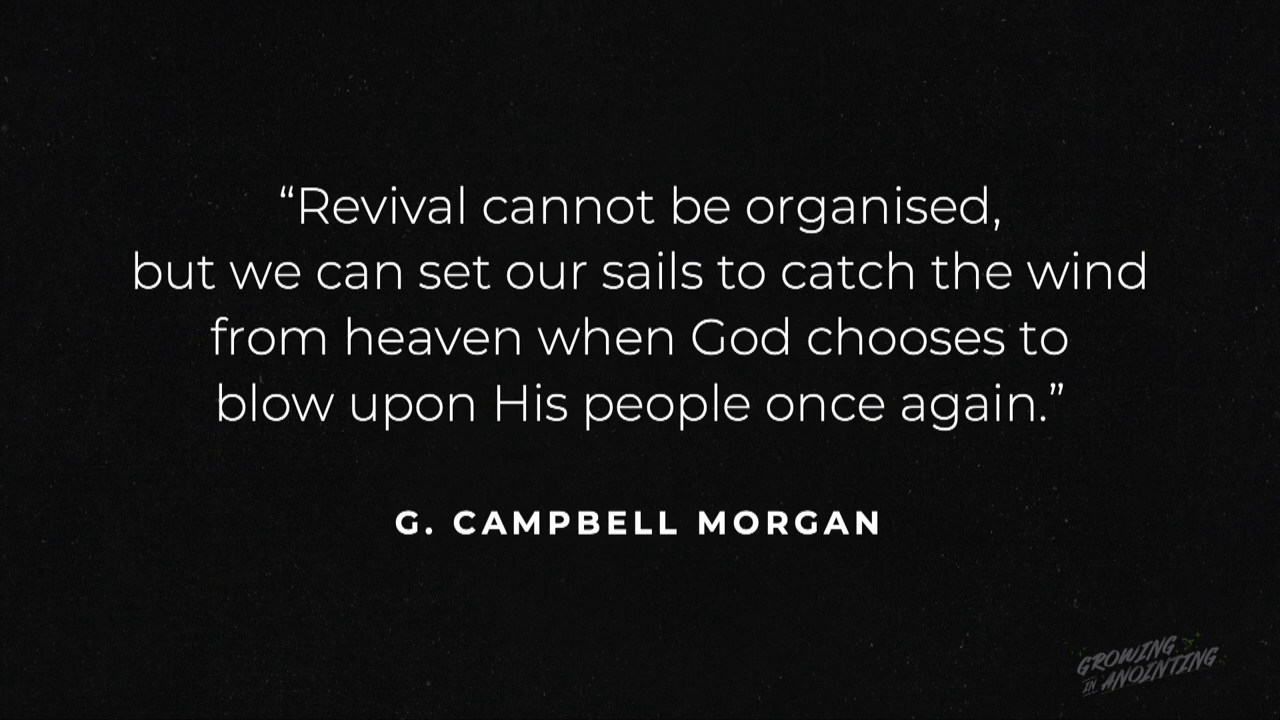 “Revival cannot be organised,
but we can set our sails to catch the wind
from heaven when God chooses to
blow upon His people once again.”
G. CAMPBELL MORGAN
GROWING
IN ANOINTING